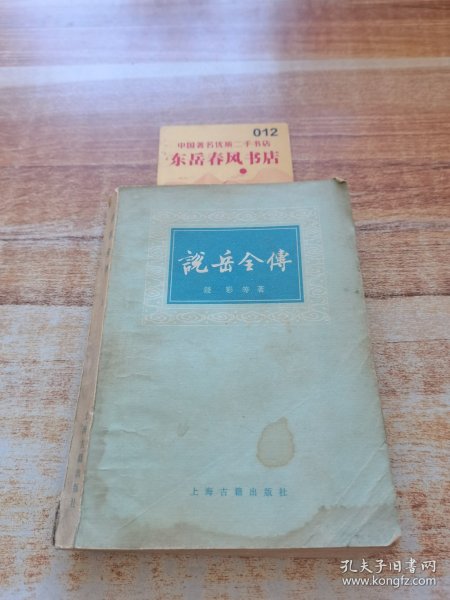 012
中国著名优质二手书店
东岳春风书店
說岳全傳
錢彩等著
上海古籍出版社
孔夫子旧书网
www.kongfz.com